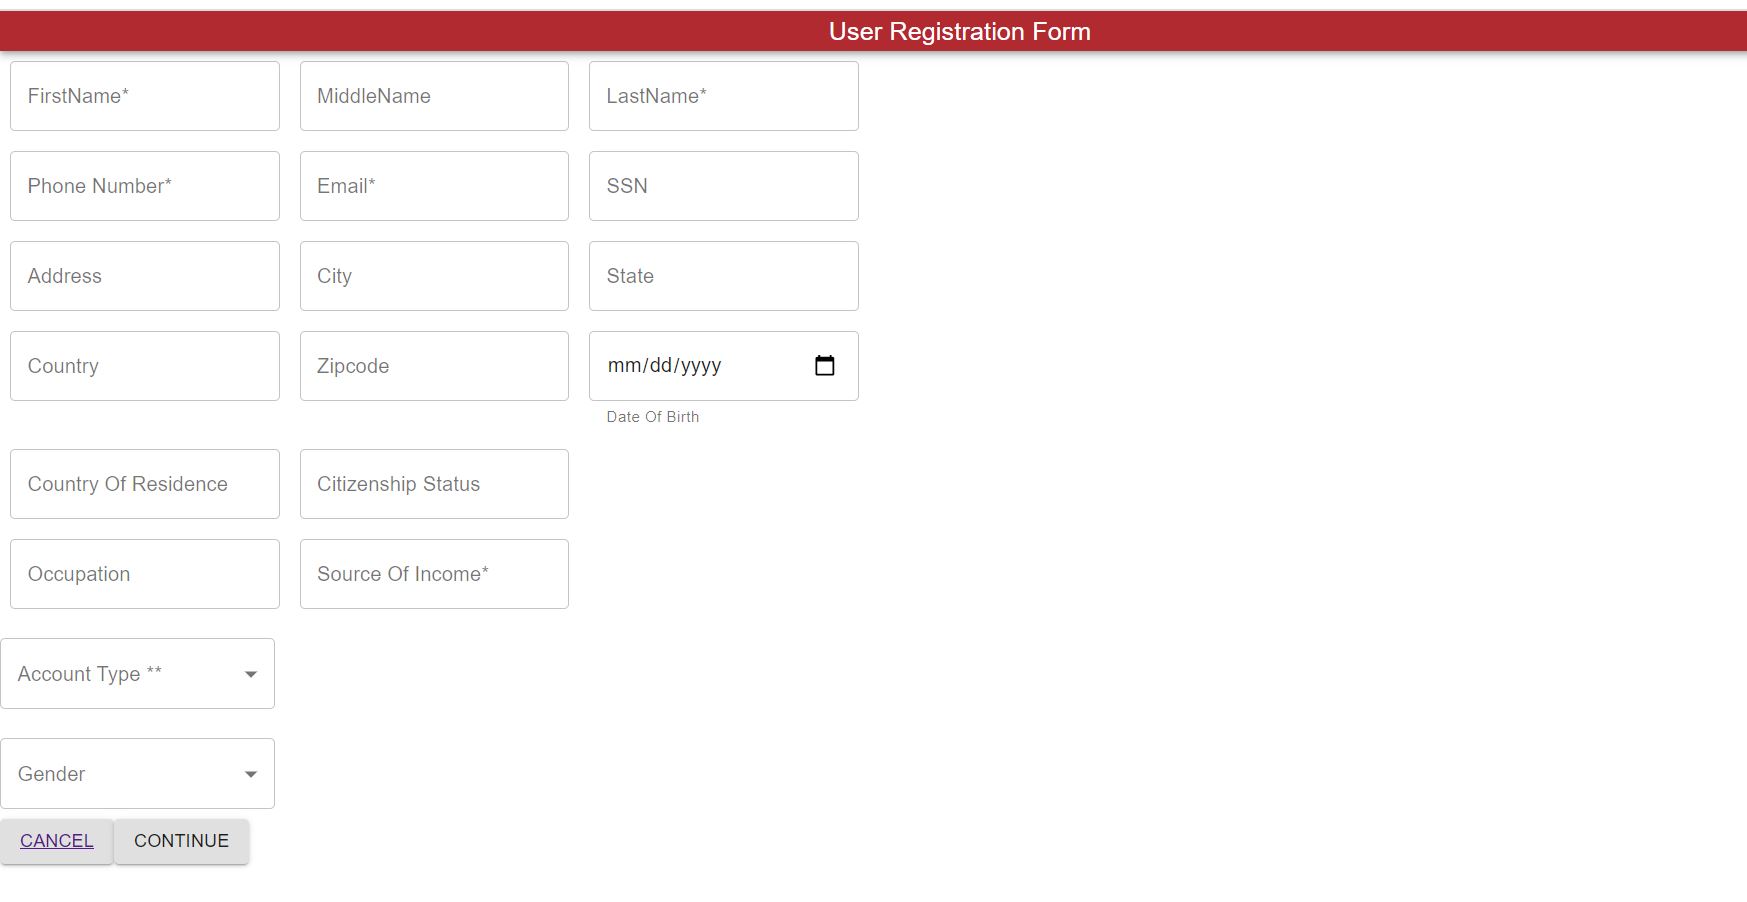 User Registration Form
FirstName* MiddleName LastName*
Phone Number* Email* SSN
Address City State
Country Zipcode mm/dd/yyyy
Date Of Birth
Country Of Residence Citizenship Status
Occupation Source Of Income*
Account Type **
Gender
CANCEL CONTINUE